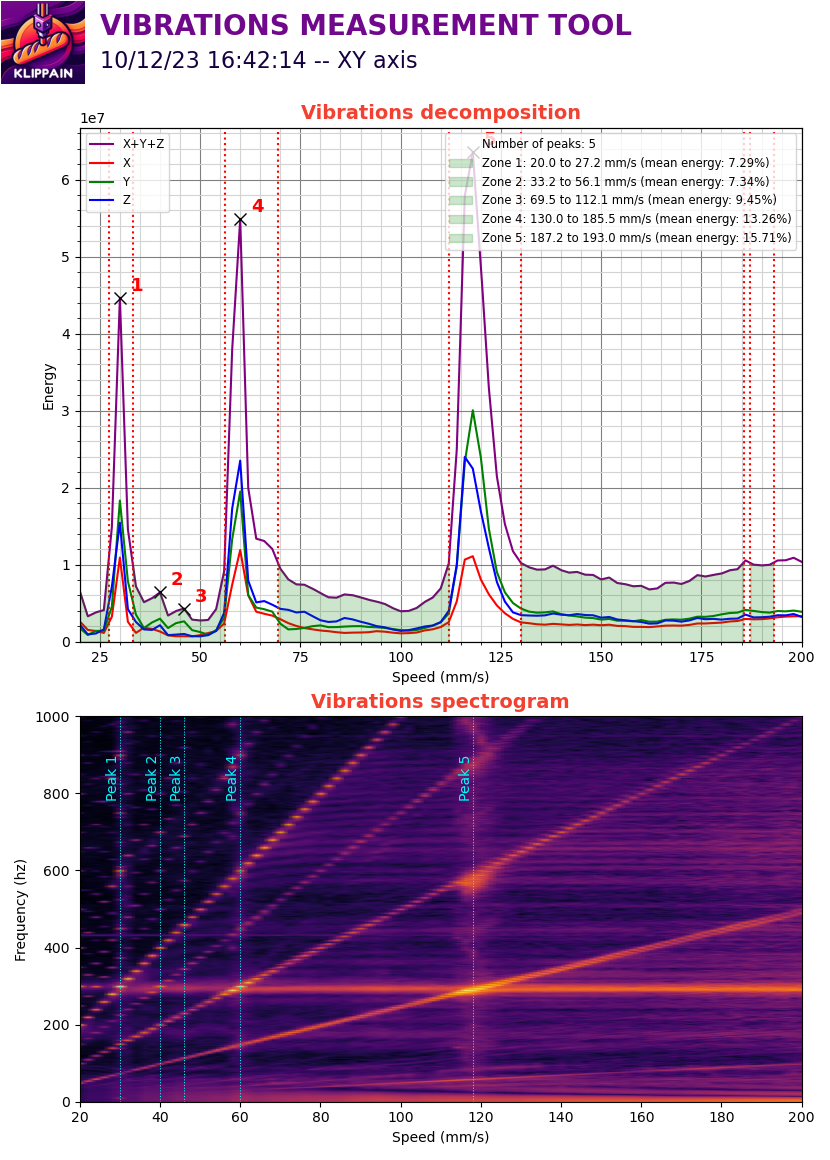 KLIPPAIN
VIBRATIONS MEASUREMENT TOOL
10/12/23 16:42:14 -- XY axis
Vibrations decomposition
1e7
X+Y+Z
X
Y
Z
Number of peaks: 5
Zone 1: 20.0 to 27.2 mm/s (mean energy: 7.29%)
Zone 2: 33.2 to 56.1 mm/s (mean energy: 7.34%)
Zone 3: 69.5 to 112.1 mm/s (mean energy: 9.45%)
Zone 4: 130.0 to 185.5 mm/s (mean energy: 13.26%)
Zone 5: 187.2 to 193.0 mm/s (mean energy: 15.71%)
5
4
1
2
3
6
5
4
3
2
1
0
Energy
25 50 75 100 125 150 175 200
Speed (mm/s)
Vibrations spectrogram
Peak 1
Peak 2
Peak 3
Peak 4
Peak 5
1000
800
600
400
200
0
Frequency (hz)
20 40 60 80 100 120 140 160 180 200
Speed (mm/s)